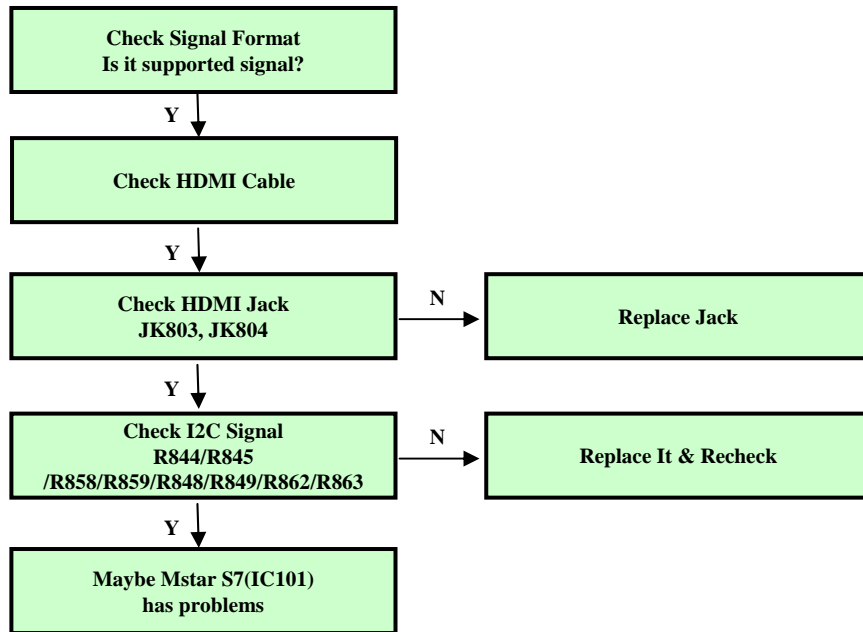 Check Signal Format
Is it supported signal?
Y
Check HDMI Cable
Y
Check HDMI Jack
JK803, JK804
N
Replace Jack
Y
Check I2C Signal
R844/R845
/R858/R859/R848/R849/R862/R863
N
Replace It & Recheck
Y
Maybe Mstar S7(IC101)
has problems